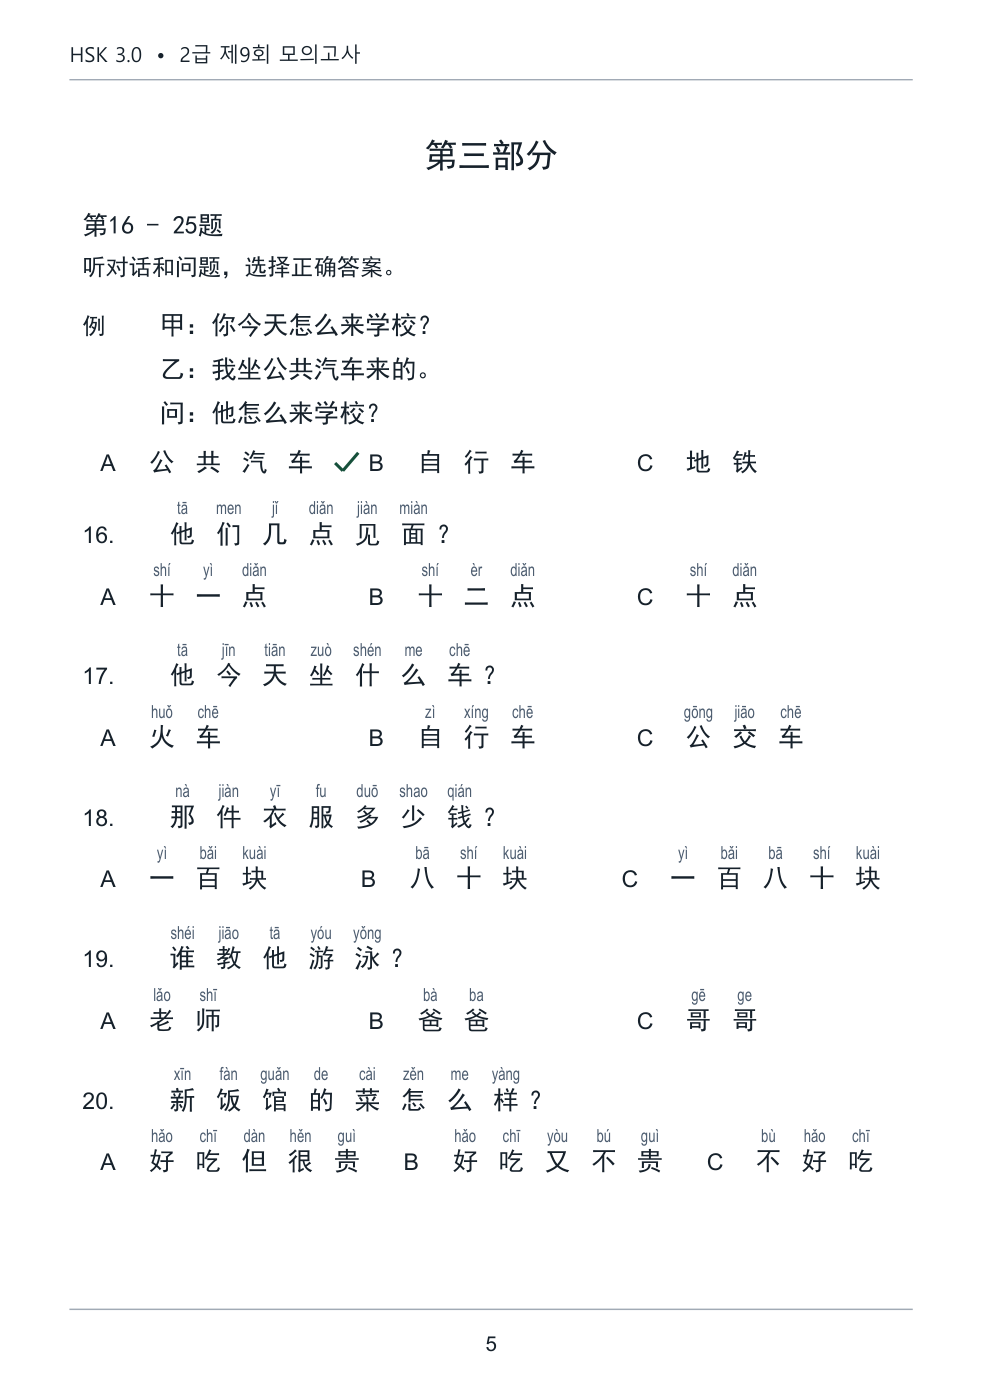 HSK 3.0 • 2급 제9회 모의고사
第三部分
第16 － 25题
听对话和问题，选择正确答案。
例 甲：你今天怎么来学校？
乙：我坐公共汽车来的。
问：他怎么来学校？
A 公共汽车 ✓ B 自行车 C 地铁
tā men jǐ diǎn jiàn miàn
16. 他们几点见面？
shí yì diǎn shí èr diǎn shí diǎn
A 十一点 B 十二点 C 十点
tā jīn tiān zuò shén me chē
17. 他今天坐什么车？
huǒ chē zì xíng chē gōng jiāo chē
A 火车 B 自行车 C 公交车
nà jiàn yī fu duō shao qián
18. 那件衣服多少钱？
yì bǎi kuài bā shí kuài yì bǎi bā shí kuài
A 一百块 B 八十块 C 一百八十块
shéi jiāo tā yóu yǒng
19. 谁教他游泳？
lǎo shī bà ba gē ge
A 老师 B 爸爸 C 哥哥
xīn fàn guǎn de cài zěn me yàng
20. 新饭馆的菜怎么样？
hǎo chī dàn hěn guì hǎo chī yòu bú guì bù hǎo chī
A 好吃但很贵 B 好吃又不贵 C 不好吃
5